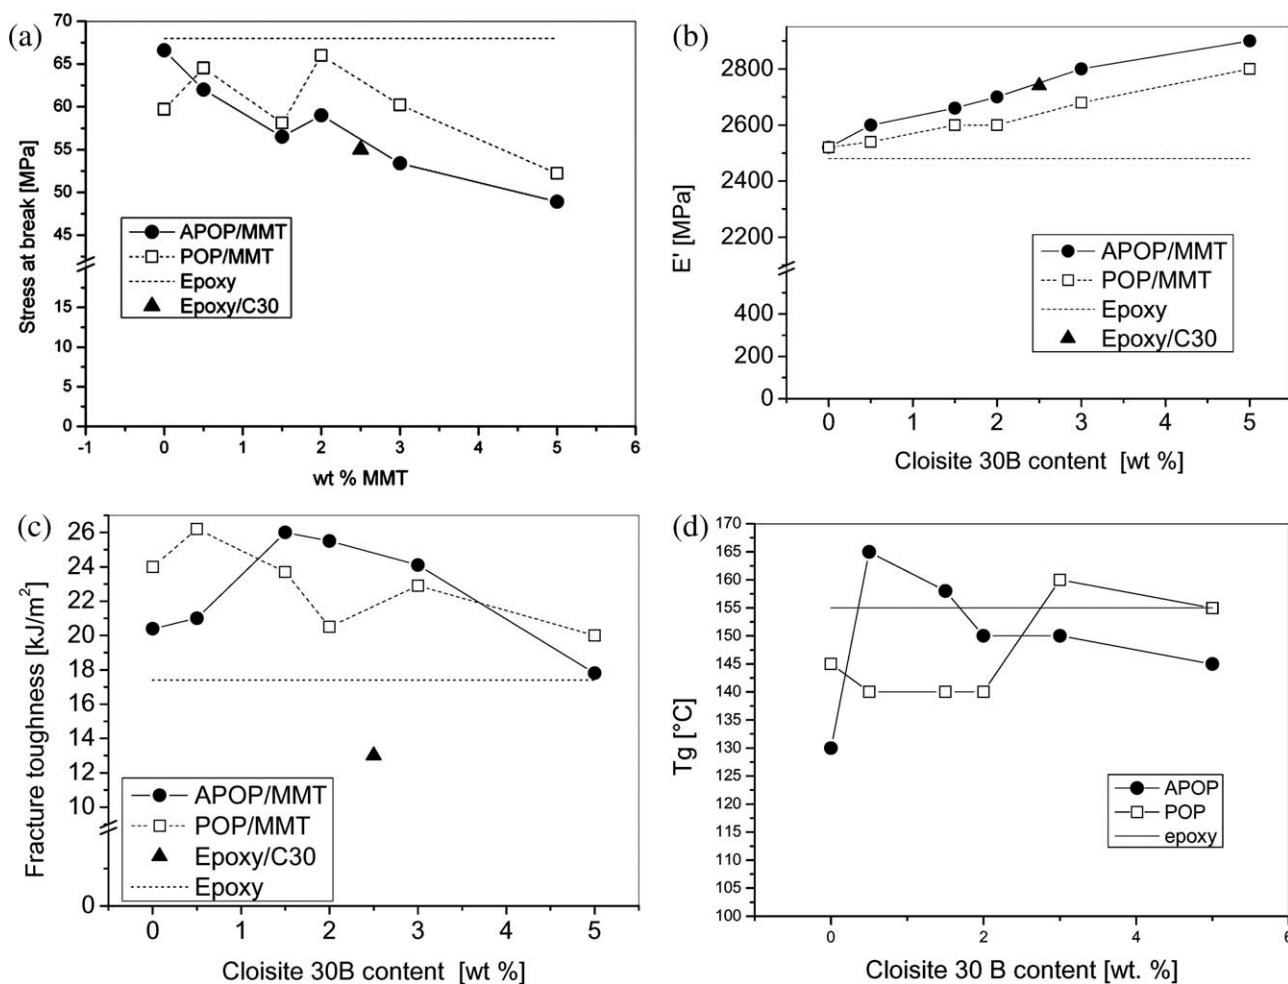 (a)
70
65
60
55
50
45
15
10
5
0
Stress at break [MPa]
APOP/MMT
POP/MMT
Epoxy
Epoxy/C30
-1 0 1 2 3 4 5 6
wt % MMT
(b)
2800
2600
2400
2200
400
200
0
E' [MPa]
APOP/MMT
POP/MMT
Epoxy
Epoxy/C30
0 1 2 3 4 5
Cloisite 30B content [wt %]
(c)
26
24
22
20
18
16
14
12
10
0
Fracture toughness [kJ/m²]
APOP/MMT
POP/MMT
Epoxy/C30
Epoxy
0 1 2 3 4 5
Cloisite 30B content [wt %]
(d)
170
165
160
155
150
145
140
135
130
125
120
115
110
105
100
Tg [°C]
APOP
POP
epoxy
0 2 4 6
Cloisite 30 B content [wt. %]